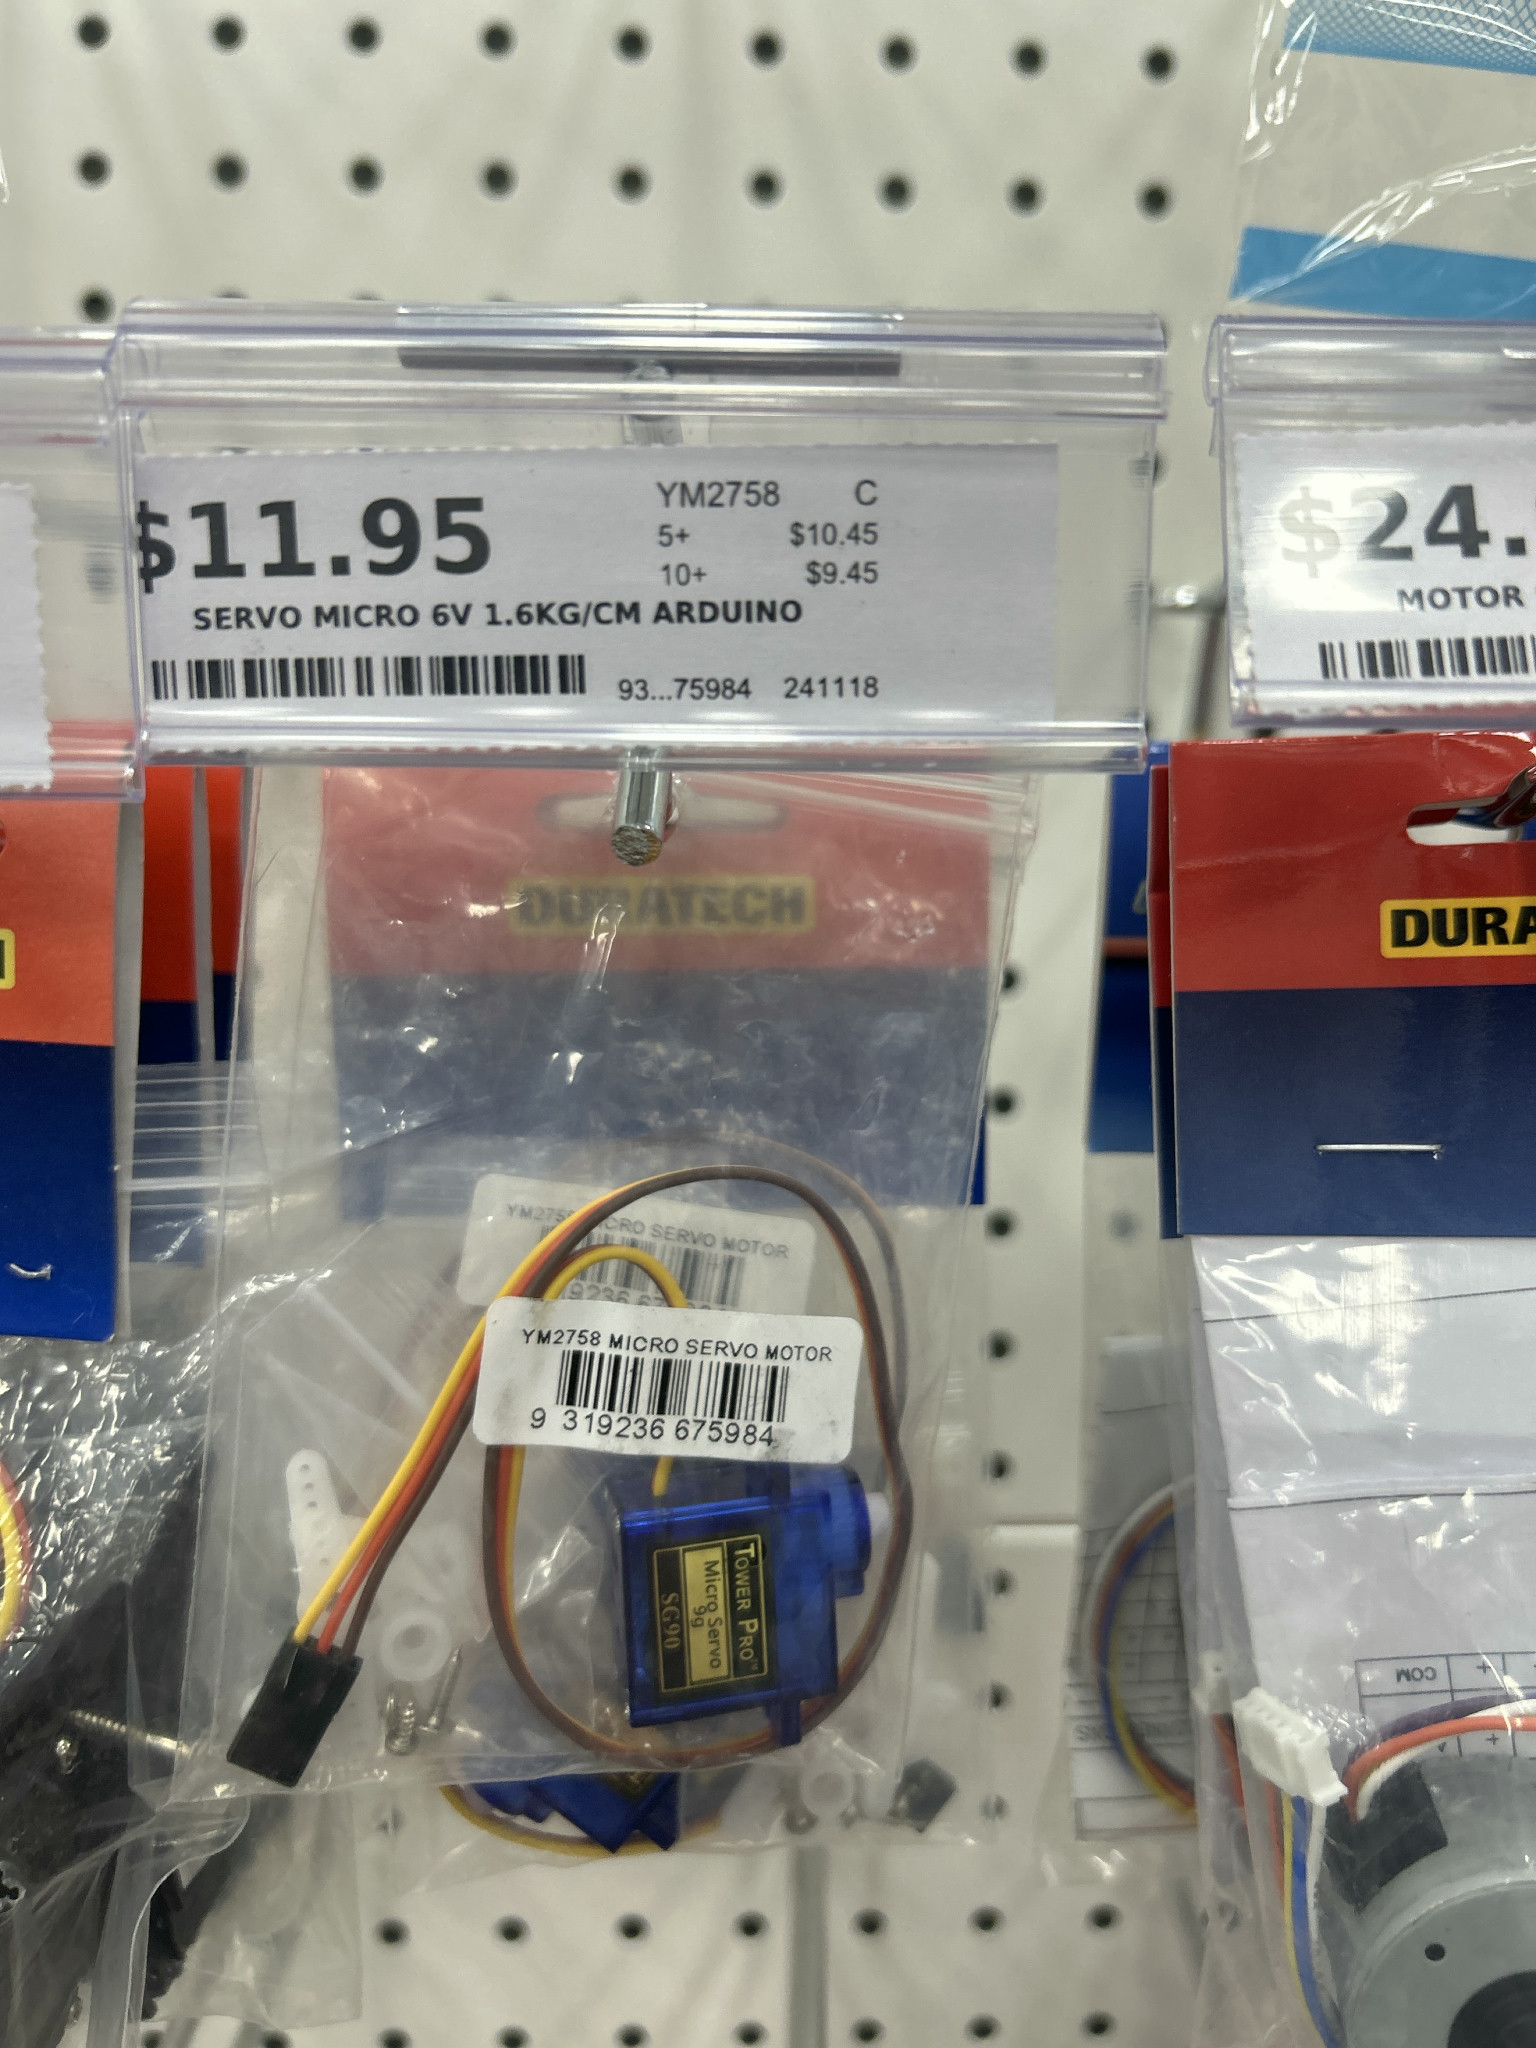 $11.95
YM2758 C
5+ $10.45
10+ $9.45
SERVO MICRO 6V 1.6KG/CM ARDUINO
93...75984 241118
$24.
MOTOR
DURATECH
DURA
YM2758 MICRO SERVO MOTOR
YM2758 MICRO SERVO MOTOR
9 319236 675984
TOWER PRO™
Micro Servo
9g
SG90
COM +